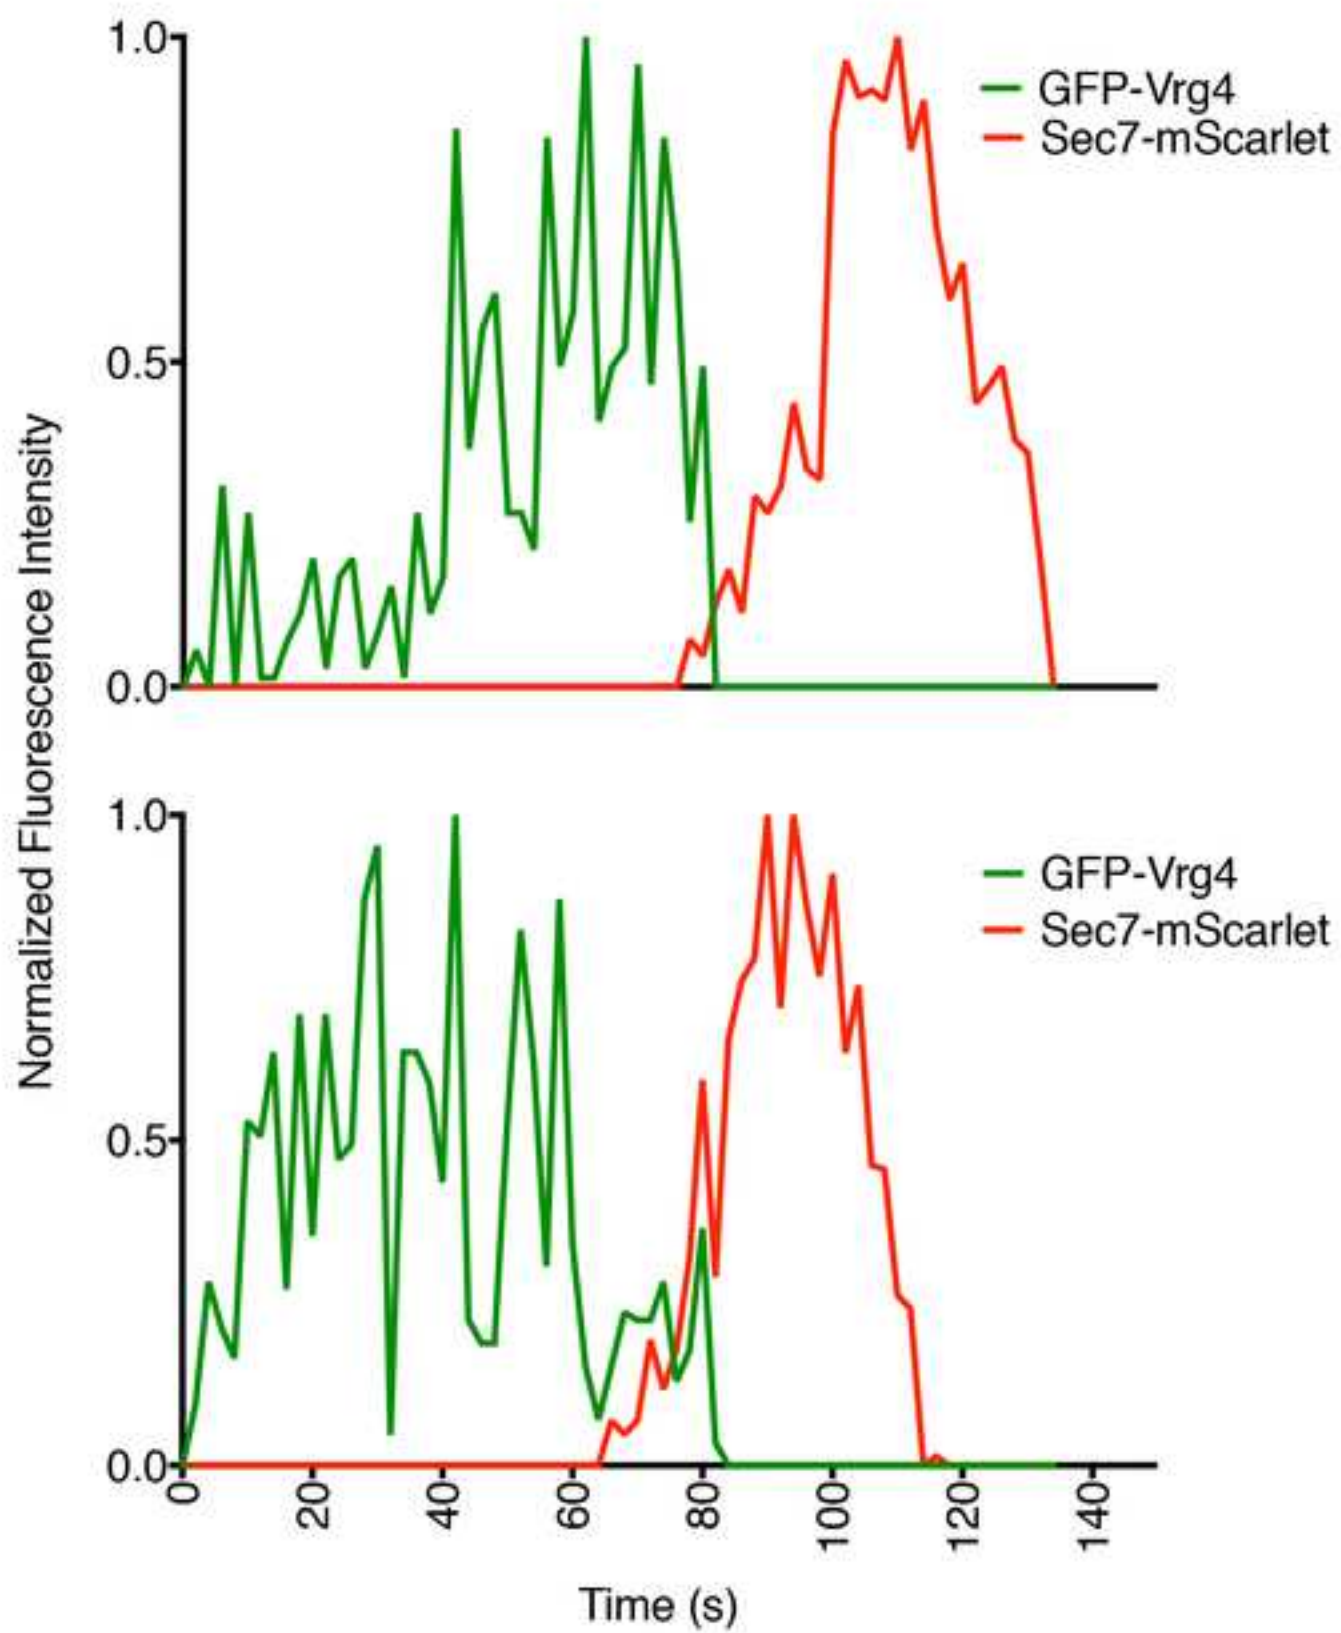 Normalized Fluorescence Intensity
1.0
0.5
0.0
GFP-Vrg4
Sec7-mScarlet
1.0
0.5
0.0
GFP-Vrg4
Sec7-mScarlet
0 20 40 60 80 100 120 140
Time (s)